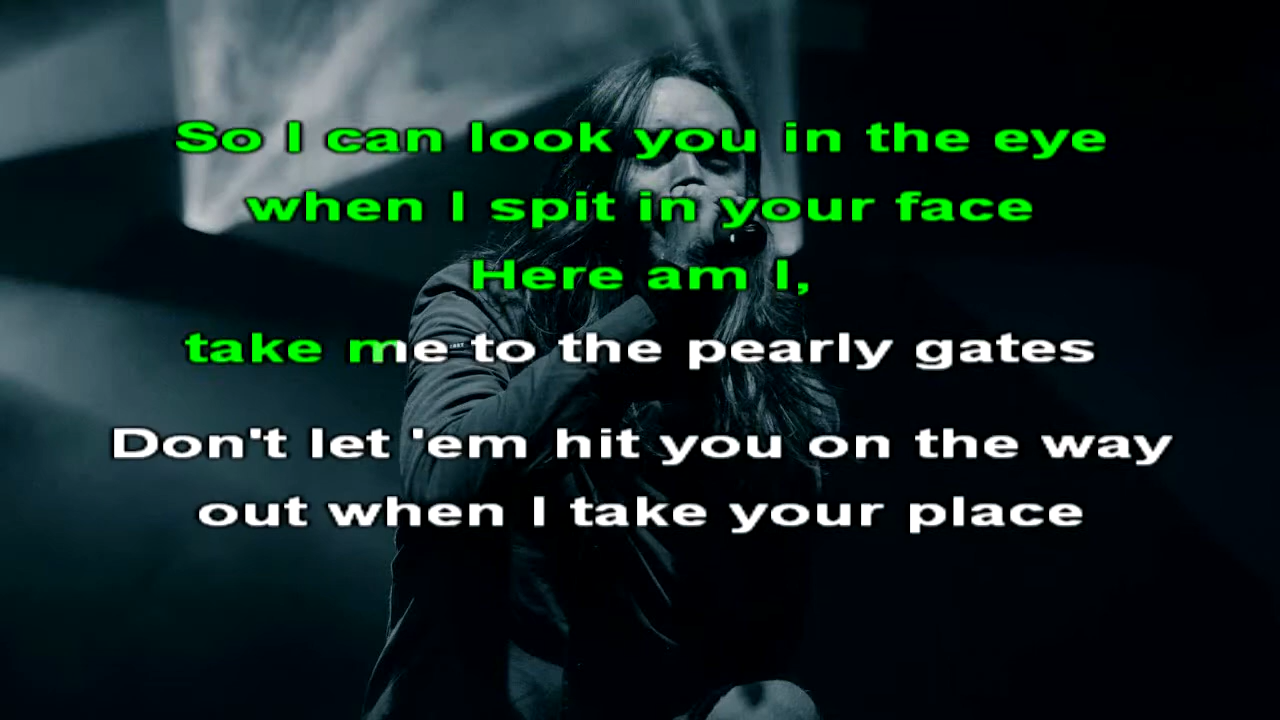 So I can look you in the eye
when I spit in your face
Here am I,
take me to the pearly gates
Don't let 'em hit you on the way
out when I take your place